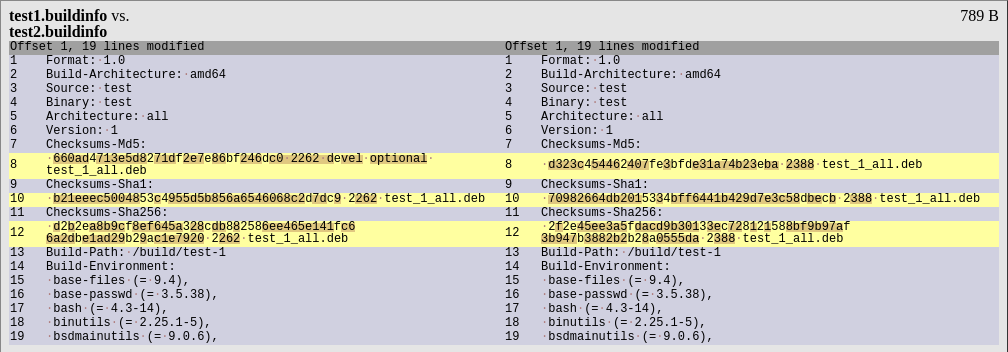 test1.buildinfo vs.
789 B
test2.buildinfo
Offset 1, 19 lines modified
1 Format:·1.0
2 Build-Architecture:·amd64
3 Source:·test
4 Binary:·test
5 Architecture:·all
6 Version:·1
7 Checksums-Md5:
8 ·660ad4713e5d8271df2e7e86bf246dc0·2262·devel·optional·
test_1_all.deb
9 Checksums-Sha1:
10 ·b21eeec5004853c4955d5b856a6546068c2d7dc9·2262·test_1_all.deb
11 Checksums-Sha256:
12 ·d2b2ea8b9cf8ef645a328cdb882586ee465e141fc6
6a2dbe1ad29b29ac1e7920·2262·test_1_all.deb
13 Build-Path:·/build/test-1
14 Build-Environment:
15 ·base-files·(=·9.4),
16 ·base-passwd·(=·3.5.38),
17 ·bash·(=·4.3-14),
18 ·binutils·(=·2.25.1-5),
19 ·bsdmainutils·(=·9.0.6),
Offset 1, 19 lines modified
1 Format:·1.0
2 Build-Architecture:·amd64
3 Source:·test
4 Binary:·test
5 Architecture:·all
6 Version:·1
7 Checksums-Md5:
8 ·d323c454462407fe3bfde31a74b23eba·2388·test_1_all.deb
9 Checksums-Sha1:
10 ·70982664db2015334bff6441b429d7e3c58dbecb·2388·test_1_all.deb
11 Checksums-Sha256:
12 ·2f2e45ee3a5fdacd9b30133ec728121588bf9b97af
3b947b3882b2b28a0555da·2388·test_1_all.deb
13 Build-Path:·/build/test-1
14 Build-Environment:
15 ·base-files·(=·9.4),
16 ·base-passwd·(=·3.5.38),
17 ·bash·(=·4.3-14),
18 ·binutils·(=·2.25.1-5),
19 ·bsdmainutils·(=·9.0.6),